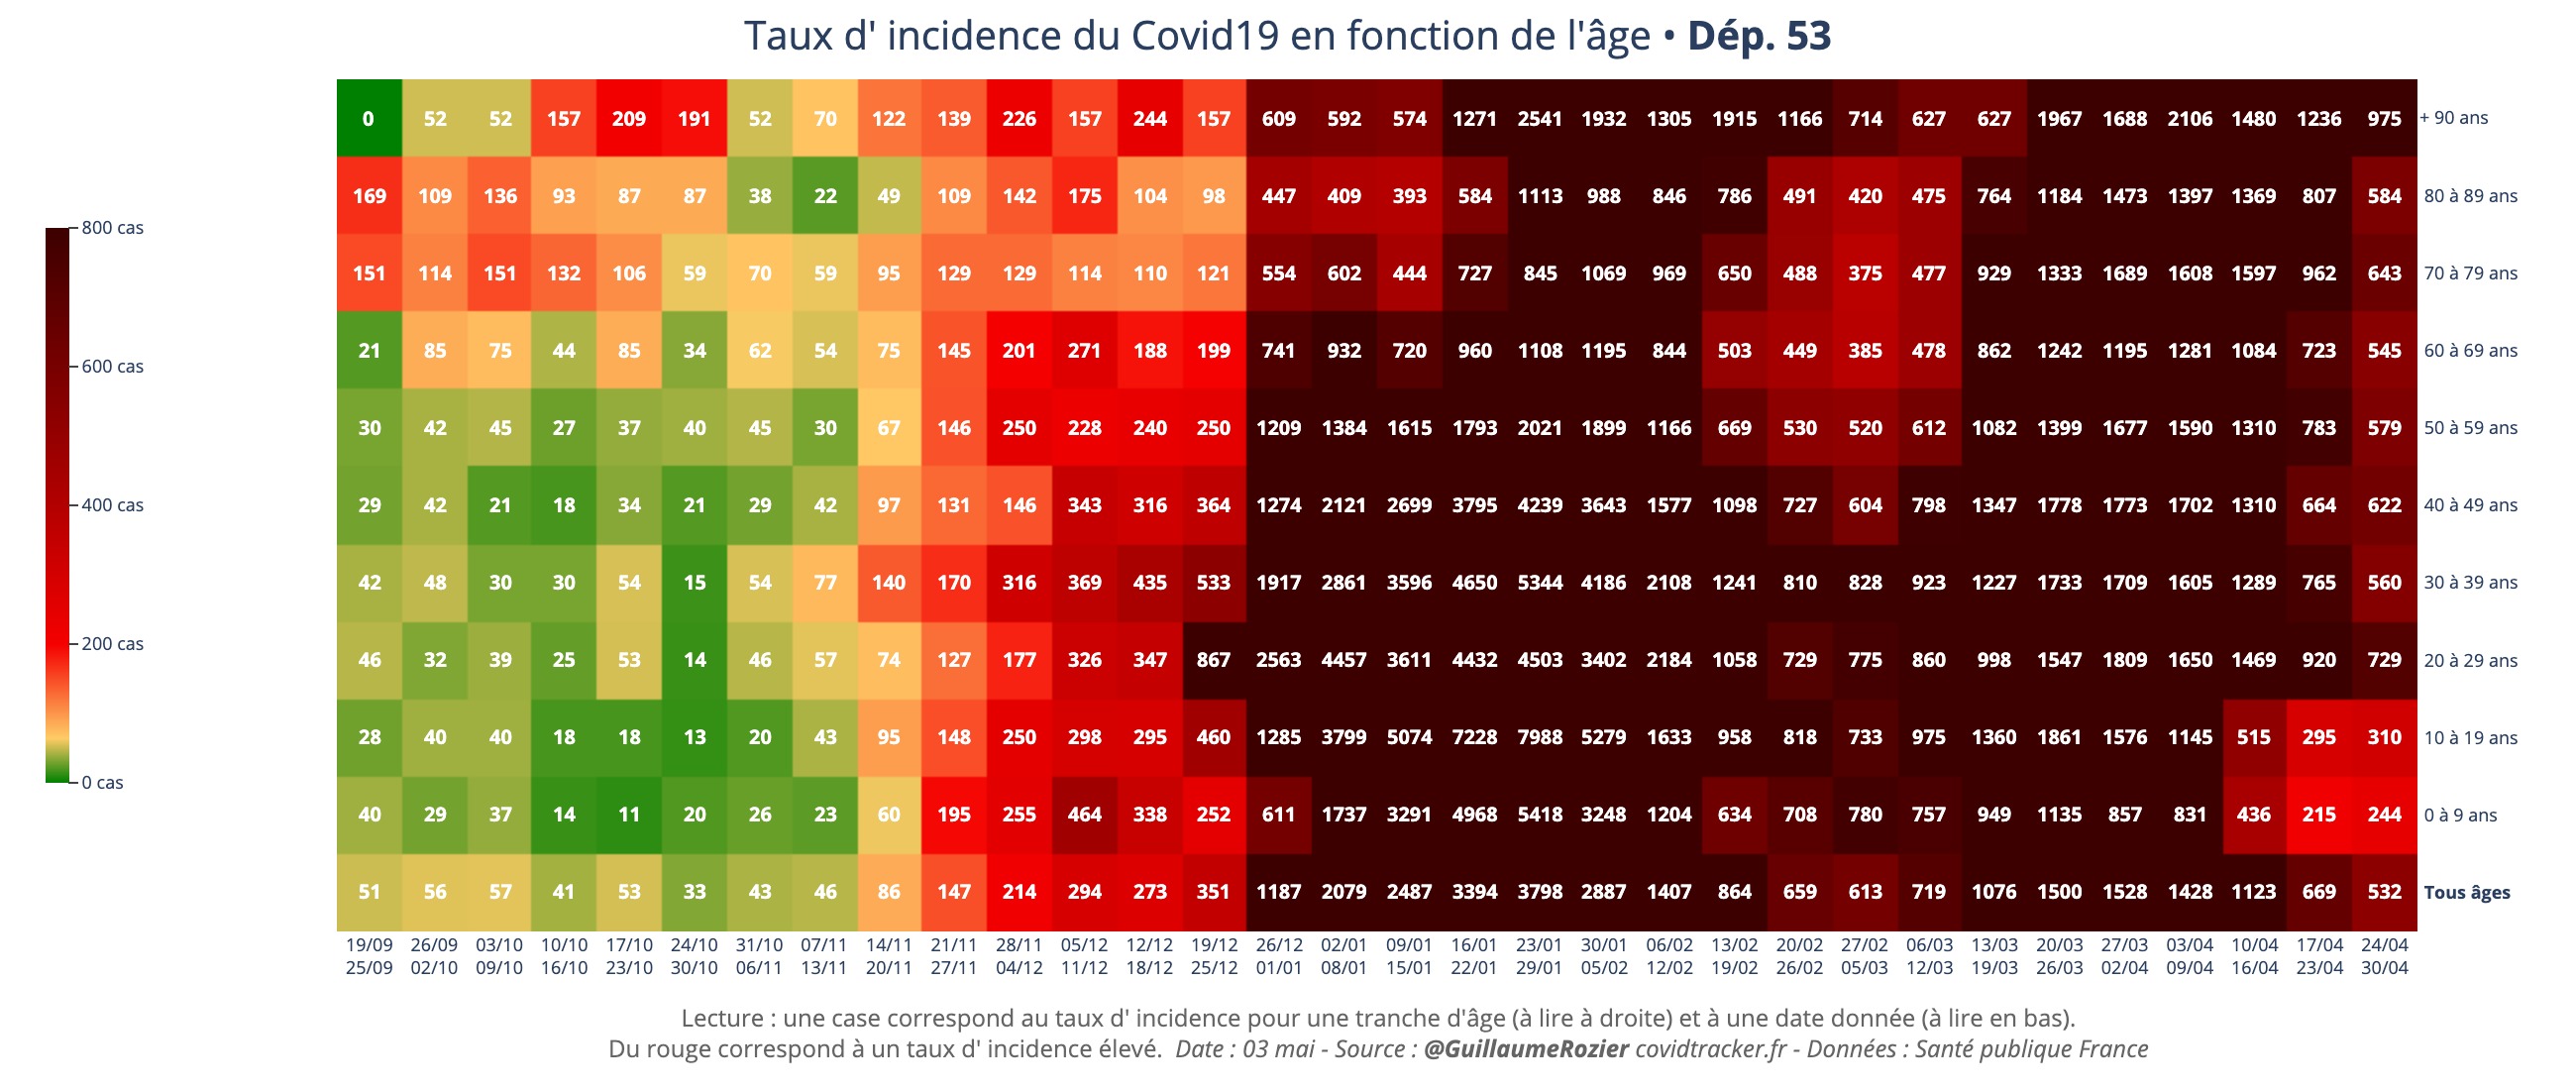 Taux d' incidence du Covid19 en fonction de l'âge • Dép. 53
0 52 52 157 209 191 52 70 122 139 226 157 244 157 609 592 574 1271 2541 1932 1305 1915 1166 714 627 627 1967 1688 2106 1480 1236 975 + 90 ans
169 109 136 93 87 87 38 22 49 109 142 175 104 98 447 409 393 584 1113 988 846 786 491 420 475 764 1184 1473 1397 1369 807 584 80 à 89 ans
800 cas
151 114 151 132 106 59 70 59 95 129 129 114 110 121 554 602 444 727 845 1069 969 650 488 375 477 929 1333 1689 1608 1597 962 643 70 à 79 ans
21 85 75 44 85 34 62 54 75 145 201 271 188 199 741 932 720 960 1108 1195 844 503 449 385 478 862 1242 1195 1281 1084 723 545 60 à 69 ans
600 cas
30 42 45 27 37 40 45 30 67 146 250 228 240 250 1209 1384 1615 1793 2021 1899 1166 669 530 520 612 1082 1399 1677 1590 1310 783 579 50 à 59 ans
400 cas
29 42 21 18 34 21 29 42 97 131 146 343 316 364 1274 2121 2699 3795 4239 3643 1577 1098 727 604 798 1347 1778 1773 1702 1310 664 622 40 à 49 ans
42 48 30 30 54 15 54 77 140 170 316 369 435 533 1917 2861 3596 4650 5344 4186 2108 1241 810 828 923 1227 1733 1709 1605 1289 765 560 30 à 39 ans
200 cas
46 32 39 25 53 14 46 57 74 127 177 326 347 867 2563 4457 3611 4432 4503 3402 2184 1058 729 775 860 998 1547 1809 1650 1469 920 729 20 à 29 ans
28 40 40 18 18 13 20 43 95 148 250 298 295 460 1285 3799 5074 7228 7988 5279 1633 958 818 733 975 1360 1861 1576 1145 515 295 310 10 à 19 ans
0 cas
40 29 37 14 11 20 26 23 60 195 255 464 338 252 611 1737 3291 4968 5418 3248 1204 634 708 780 757 949 1135 857 831 436 215 244 0 à 9 ans
51 56 57 41 53 33 43 46 86 147 214 294 273 351 1187 2079 2487 3394 3798 2887 1407 864 659 613 719 1076 1500 1528 1428 1123 669 532 Tous âges
19/09 26/09 03/10 10/10 17/10 24/10 31/10 07/11 14/11 21/11 28/11 05/12 12/12 19/12 26/12 02/01 09/01 16/01 23/01 30/01 06/02 13/02 20/02 27/02 06/03 13/03 20/03 27/03 03/04 10/04 17/04 24/04
25/09 02/10 09/10 16/10 23/10 30/10 06/11 13/11 20/11 27/11 04/12 11/12 18/12 25/12 01/01 08/01 15/01 22/01 29/01 05/02 12/02 19/02 26/02 05/03 12/03 19/03 26/03 02/04 09/04 16/04 23/04 30/04
Lecture : une case correspond au taux d' incidence pour une tranche d'âge (à lire à droite) et à une date donnée (à lire en bas).
Du rouge correspond à un taux d' incidence élevé. Date : 03 mai - Source : @GuillaumeRozier covidtracker.fr - Données : Santé publique France